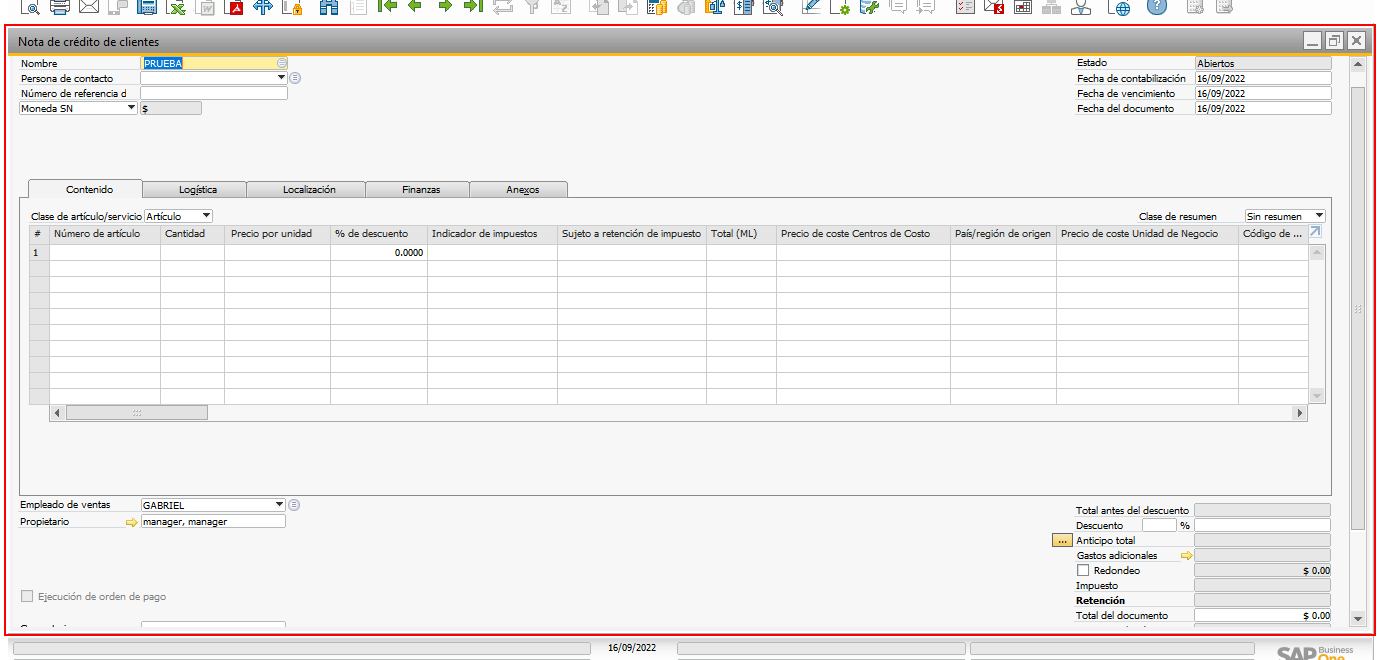 Nota de crédito de clientes
Nombre PRUEBA Estado Abiertos
Persona de contacto Fecha de contabilización 16/09/2022
Número de referencia d Fecha de vencimiento 16/09/2022
Moneda SN $ Fecha del documento 16/09/2022
Contenido Logística Localización Finanzas Anexos
Clase de artículo/servicio Artículo Clase de resumen Sin resumen
# Número de artículo Cantidad Precio por unidad % de descuento Indicador de impuestos Sujeto a retención de impuesto Total (ML) Precio de coste Centros de Costo País/región de origen Precio de coste Unidad de Negocio Código de ...
1 0.0000
Empleado de ventas GABRIEL
Propietario manager, manager
Total antes del descuento
Descuento %
... Anticipo total
Gastos adicionales
Redondeo $ 0.00
Impuesto
Ejecución de orden de pago
Retención
Total del documento $ 0.00
16/09/2022
SAP Business One